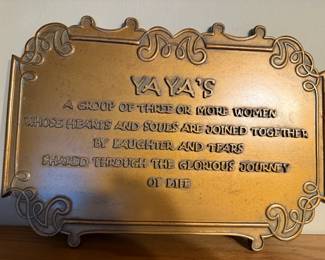 YA YA'S
A GROUP OF THREE OR MORE WOMEN
WHOSE HEARTS AND SOULS ARE JOINED TOGETHER
BY LAUGHTER AND TEARS
SHARED THROUGH THE GLORIOUS JOURNEY
OF LIFE